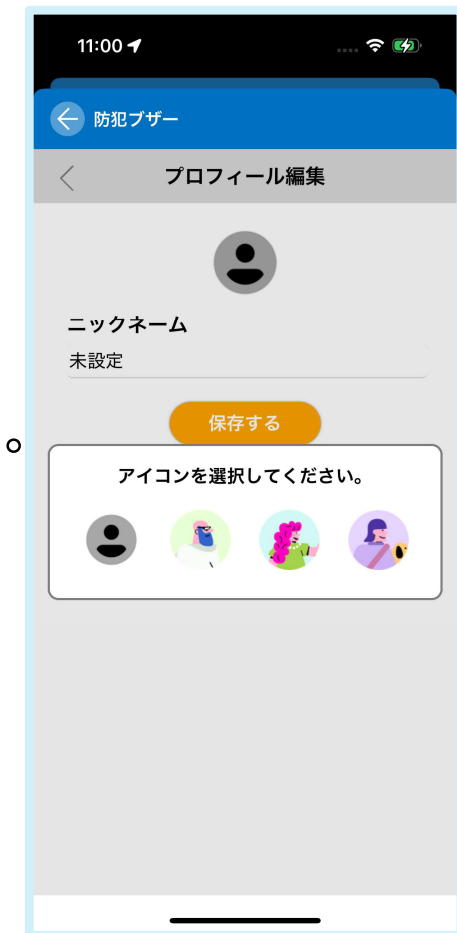 11:00
防犯ブザー
プロフィール編集
ニックネーム
未設定
保存する
。
アイコンを選択してください。